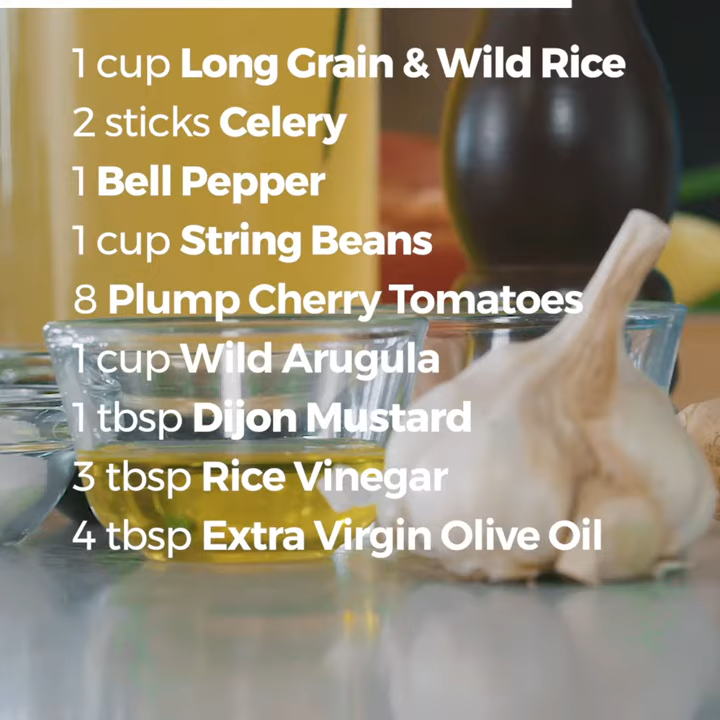 1 cup Long Grain & Wild Rice
2 sticks Celery
1 Bell Pepper
1 cup String Beans
8 Plump Cherry Tomatoes
1 cup Wild Arugula
1 tbsp Dijon Mustard
3 tbsp Rice Vinegar
4 tbsp Extra Virgin Olive Oil